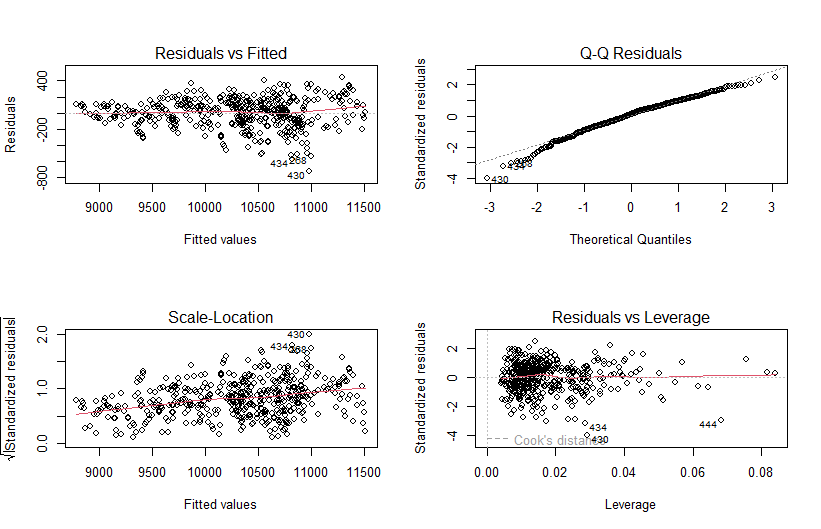 Residuals vs Fitted
Residuals
400
200
-800
434
268
430
9000 9500 10000 10500 11000 11500
Fitted values
Q-Q Residuals
Standardized residuals
2
0
-2
-4
434
268
430
-3 -2 -1 0 1 2 3
Theoretical Quantiles
Scale-Location
√|Standardized residuals|
2.0
1.0
0.0
430
434
268
9000 9500 10000 10500 11000 11500
Fitted values
Residuals vs Leverage
Standardized residuals
2
0
-2
-4
434
444
Cook's distance
430
0.00 0.02 0.04 0.06 0.08
Leverage